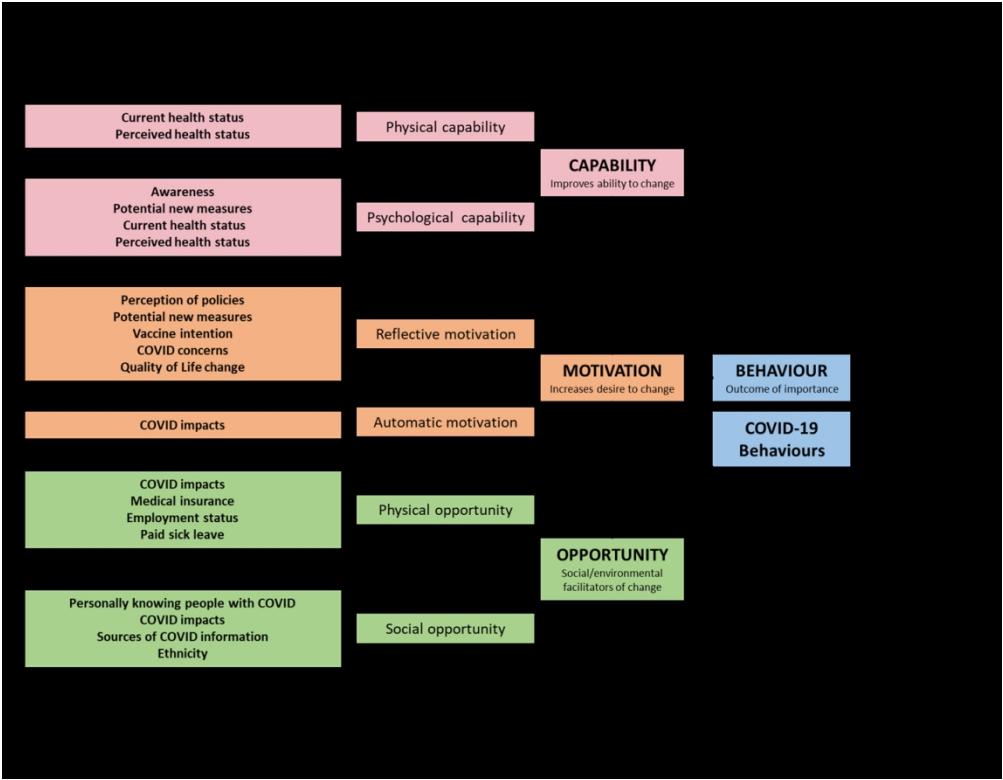 Current health status
Perceived health status
Physical capability
CAPABILITY
Improves ability to change
Awareness
Potential new measures
Current health status
Perceived health status
Psychological capability
Perception of policies
Potential new measures
Vaccine intention
COVID concerns
Quality of Life change
Reflective motivation
MOTIVATION
Increases desire to change
BEHAVIOUR
Outcome of importance
COVID impacts
Automatic motivation
COVID-19
Behaviours
COVID impacts
Medical insurance
Employment status
Paid sick leave
Physical opportunity
OPPORTUNITY
Social/environmental
facilitators of change
Personally knowing people with COVID
COVID impacts
Sources of COVID information
Ethnicity
Social opportunity